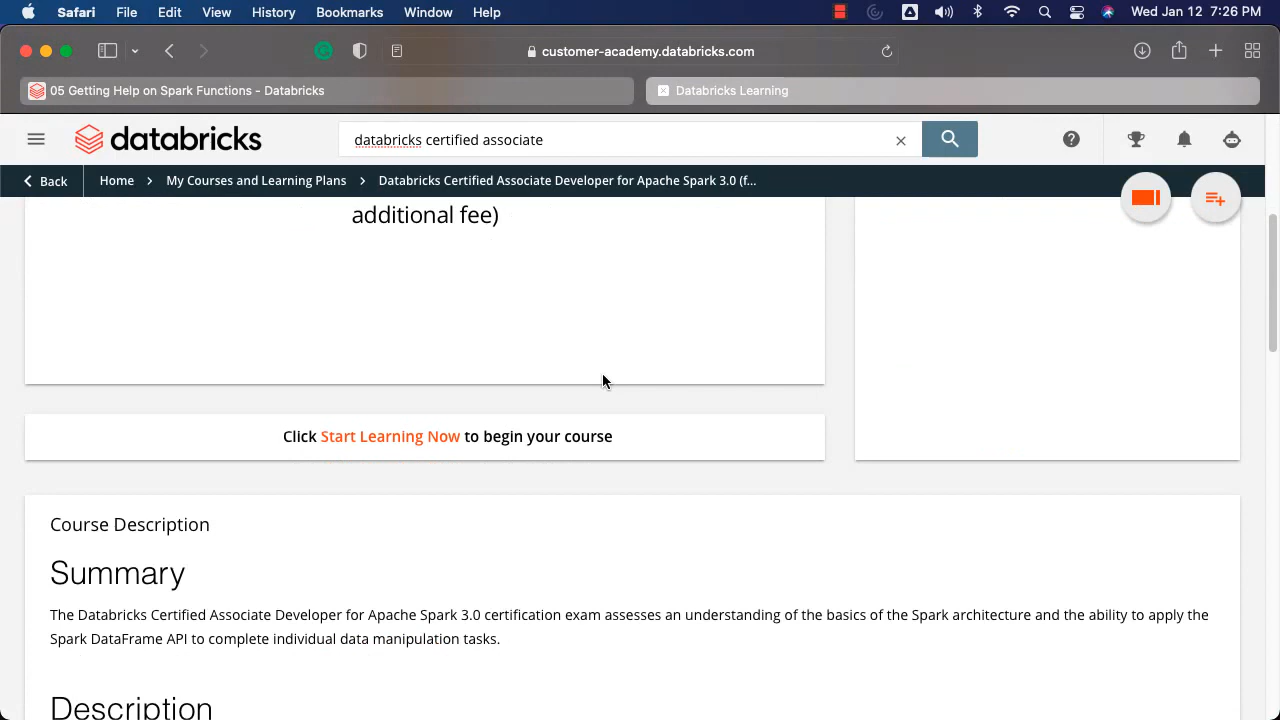 Safari File Edit View History Bookmarks Window Help Wed Jan 12 7:26 PM
customer-academy.databricks.com
05 Getting Help on Spark Functions - Databricks
Databricks Learning
databricks
databricks certified associate
Back Home My Courses and Learning Plans Databricks Certified Associate Developer for Apache Spark 3.0 (f...
additional fee)
Click Start Learning Now to begin your course
Course Description
Summary
The Databricks Certified Associate Developer for Apache Spark 3.0 certification exam assesses an understanding of the basics of the Spark architecture and the ability to apply the
Spark DataFrame API to complete individual data manipulation tasks.
Description